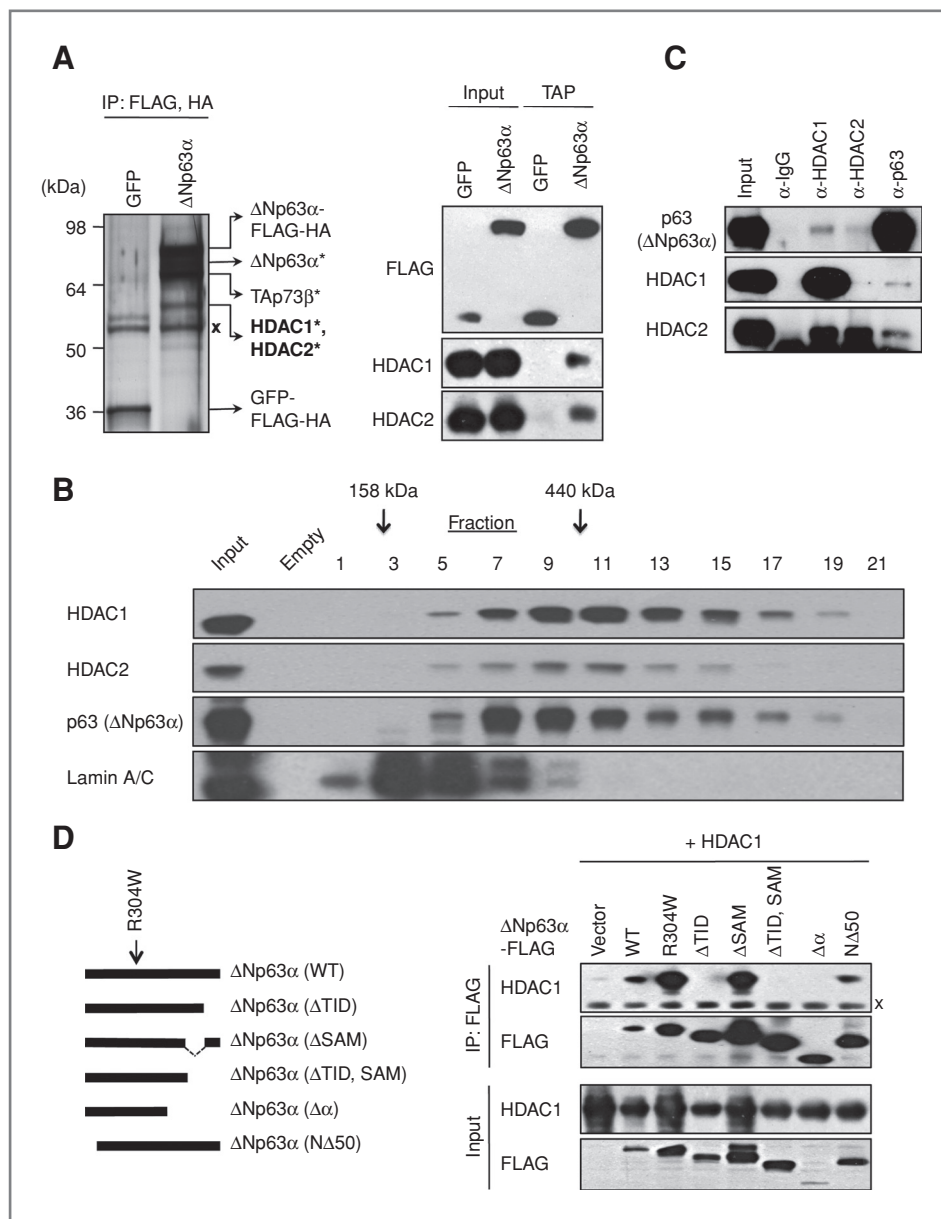 A
IP: FLAG, HA
(kDa)
GFP
ΔNp63α
98
64
50
36
ΔNp63α-
FLAG-HA
ΔNp63α*
TAp73β*
x
HDAC1*,
HDAC2*
GFP-
FLAG-HA
Input
TAP
GFP
ΔNp63α
GFP
ΔNp63α
FLAG
HDAC1
HDAC2
C
Input
α-IgG
α-HDAC1
α-HDAC2
α-p63
p63
(ΔNp63α)
HDAC1
HDAC2
B
158 kDa
440 kDa
Fraction
Input
Empty
1 3 5 7 9 11 13 15 17 19 21
HDAC1
HDAC2
p63 (ΔNp63α)
Lamin A/C
D
R304W
ΔNp63α (WT)
ΔNp63α (ΔTID)
ΔNp63α (ΔSAM)
ΔNp63α (ΔTID, SAM)
ΔNp63α (Δα)
ΔNp63α (NΔ50)
+ HDAC1
ΔNp63α
-FLAG
Vector
WT
R304W
ΔTID
ΔSAM
ΔTID, SAM
Δα
NΔ50
IP: FLAG
HDAC1
x
FLAG
Input
HDAC1
FLAG